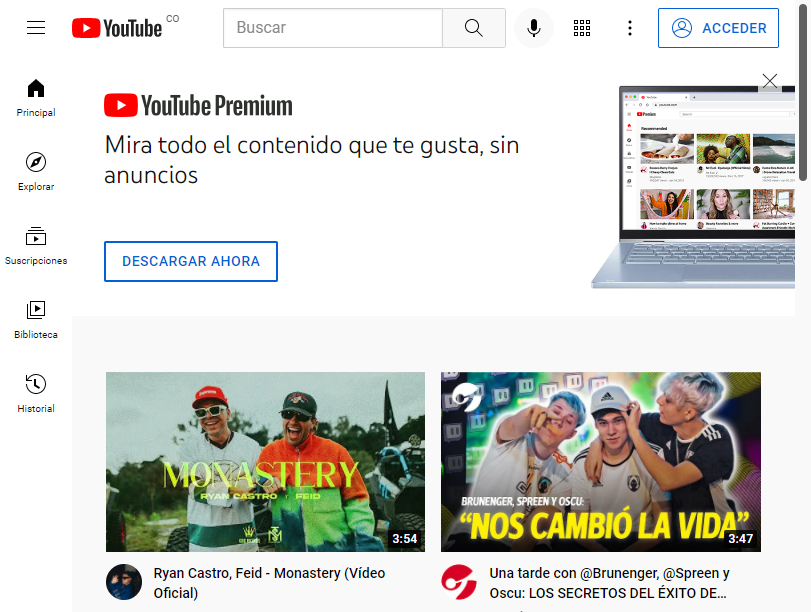 YouTube CO
Buscar
ACCEDER
Principal
Explorar
Suscripciones
Biblioteca
Historial
YouTube Premium
Mira todo el contenido que te gusta, sin
anuncios
DESCARGAR AHORA
Premium
Recommended
MONASTERY
RYAN CASTRO Y FEID
3:54
Ryan Castro, Feid - Monastery (Vídeo
Oficial)
BRUNENGER, SPREEN Y OSCU:
“NOS CAMBIÓ LA VIDA”
3:47
Una tarde con @Brunenger, @Spreen y
Oscu: LOS SECRETOS DEL ÉXITO DE...